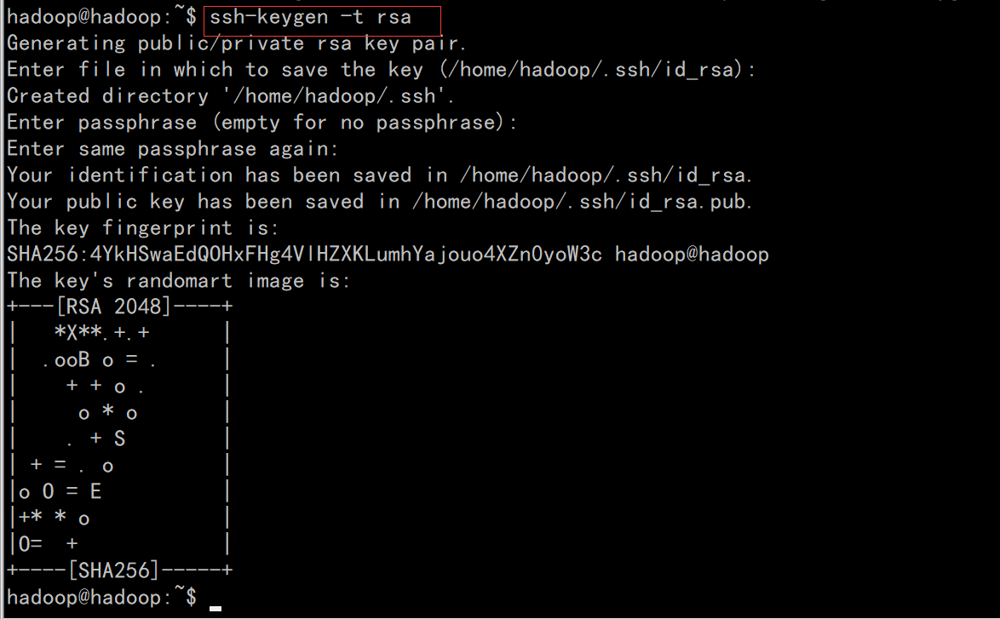 hadoop@hadoop:~$ ssh-keygen -t rsa
Generating public/private rsa key pair.
Enter file in which to save the key (/home/hadoop/.ssh/id_rsa):
Created directory '/home/hadoop/.ssh'.
Enter passphrase (empty for no passphrase):
Enter same passphrase again:
Your identification has been saved in /home/hadoop/.ssh/id_rsa.
Your public key has been saved in /home/hadoop/.ssh/id_rsa.pub.
The key fingerprint is:
SHA256:4YkHSwaEdQOHxFHg4VlHZXKLumhYajouo4XZn0yoW3c hadoop@hadoop
The key's randomart image is:
+---[RSA 2048]----+
|   *X**.+.+      |
|  .ooB o = .     |
|    + + o .      |
|     o * o       |
|    . + S        |
| + = . o         |
|o O = E          |
|+* * o           |
|O=  +            |
+----[SHA256]-----+
hadoop@hadoop:~$